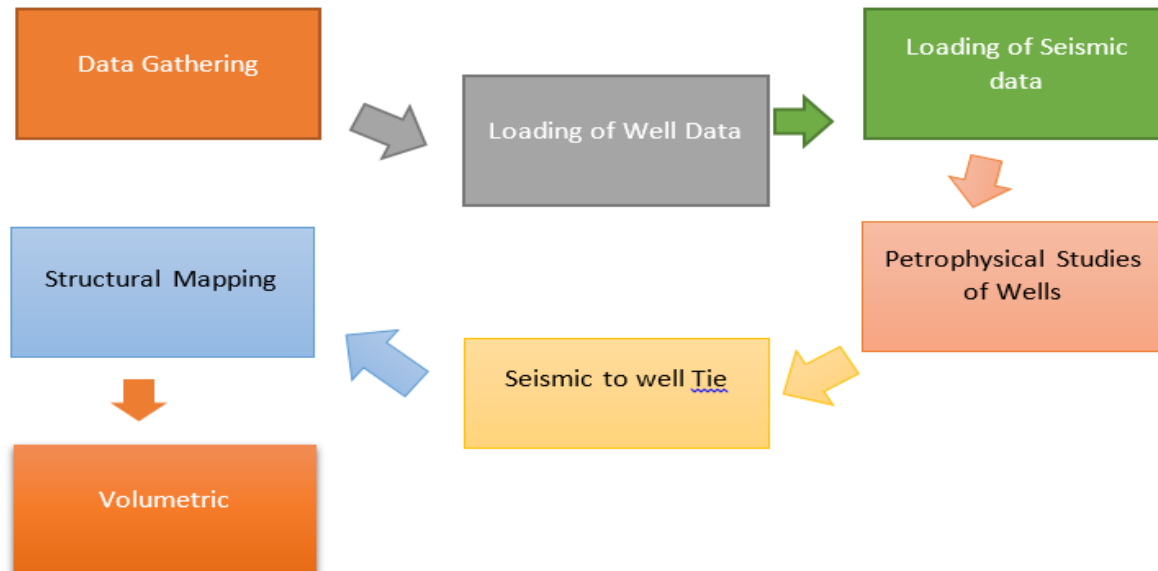 Data Gathering
Loading of Well Data
Loading of Seismic
data
Petrophysical Studies
of Wells
Seismic to well Tie
Structural Mapping
Volumetric